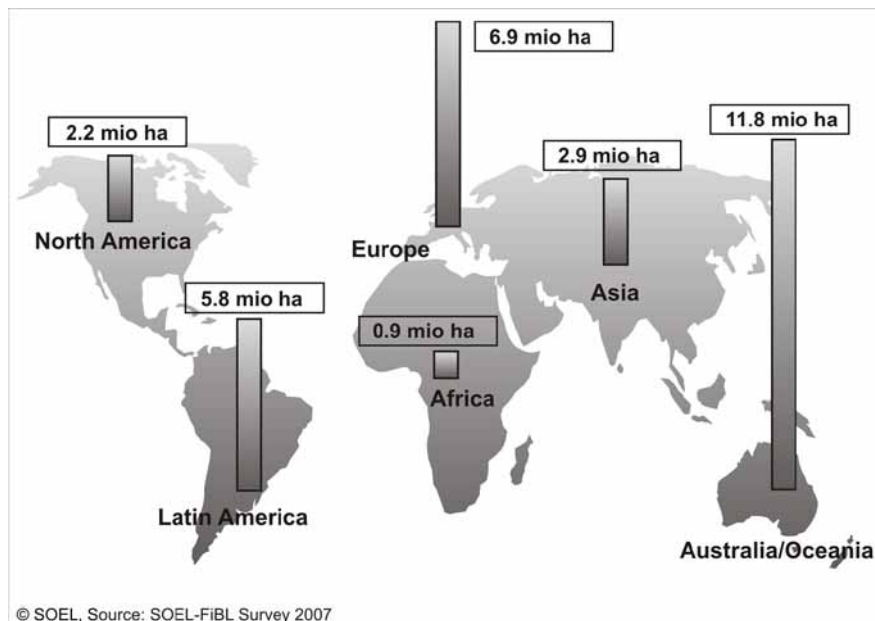 6.9 mio ha
11.8 mio ha
2.2 mio ha
2.9 mio ha
North America
Europe
5.8 mio ha
Asia
0.9 mio ha
Africa
Latin America
Australia/Oceania
© SOEL, Source: SOEL-FiBL Survey 2007